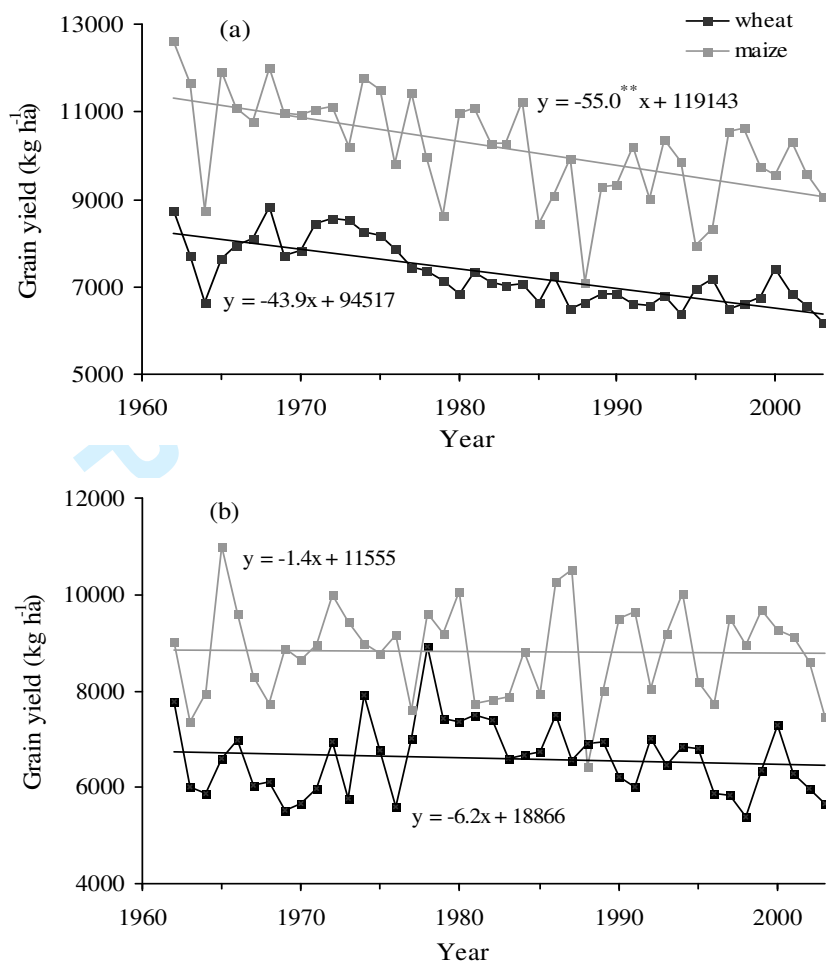 13000
(a)
wheat
maize
y = -55.0** x + 119143
11000
9000
7000
5000
Grain yield (kg ha-1)
y = -43.9x + 94517
1960 1970 1980 1990 2000
Year
12000
(b)
y = -1.4x + 11555
10000
8000
6000
4000
Grain yield (kg ha-1)
y = -6.2x + 18866
1960 1970 1980 1990 2000
Year